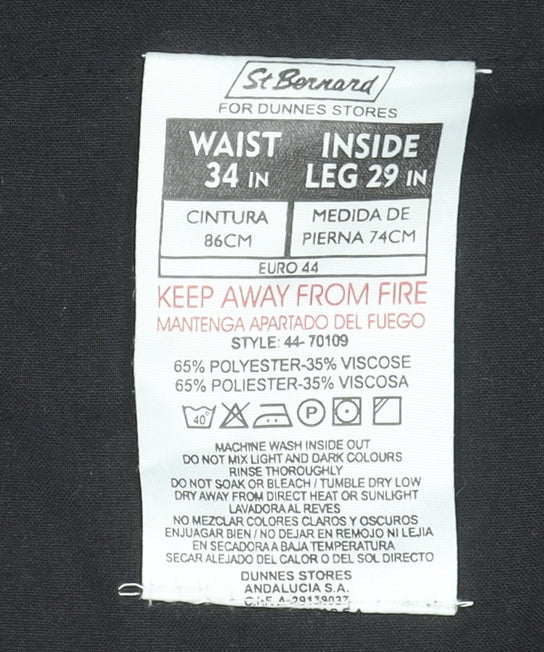 St Bernard
FOR DUNNES STORES
WAIST 34 IN
INSIDE LEG 29 IN
CINTURA 86CM
MEDIDA DE PIERNA 74CM
EURO 44
KEEP AWAY FROM FIRE
MANTENGA APARTADO DEL FUEGO
STYLE: 44-70109
65% POLYESTER-35% VISCOSE
65% POLIESTER-35% VISCOSA
40° P
MACHINE WASH INSIDE OUT
DO NOT MIX LIGHT AND DARK COLOURS
RINSE THOROUGHLY
DO NOT SOAK OR BLEACH / TUMBLE DRY LOW
DRY AWAY FROM DIRECT HEAT OR SUNLIGHT
LAVADORA AL REVES
NO MEZCLAR COLORES CLAROS Y OSCUROS
ENJUAGAR BIEN / NO DEJAR EN REMOJO NI LEJIA
EN SECADORA A BAJA TEMPERATURA
SECAR ALEJADO DEL CALOR O DEL SOL DIRECTO
DUNNES STORES
ANDALUCIA S.A.
A-29139037